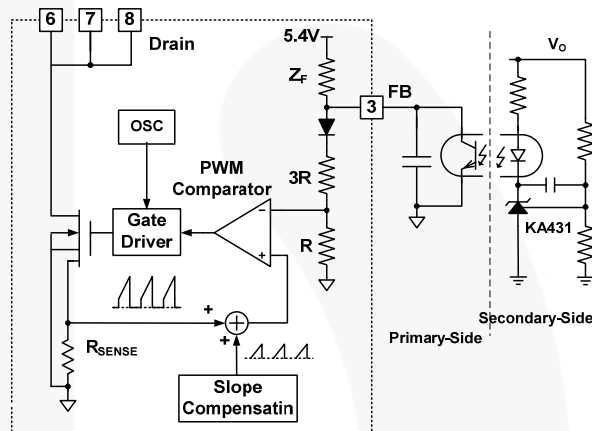 6 7 8
Drain
5.4V
ZF
3 FB
VO
OSC
PWM
Comparator
3R
Gate
Driver
−
+
R
KA431
+
+
RSENSE
Slope
Compensatin
Primary-Side
Secondary-Side